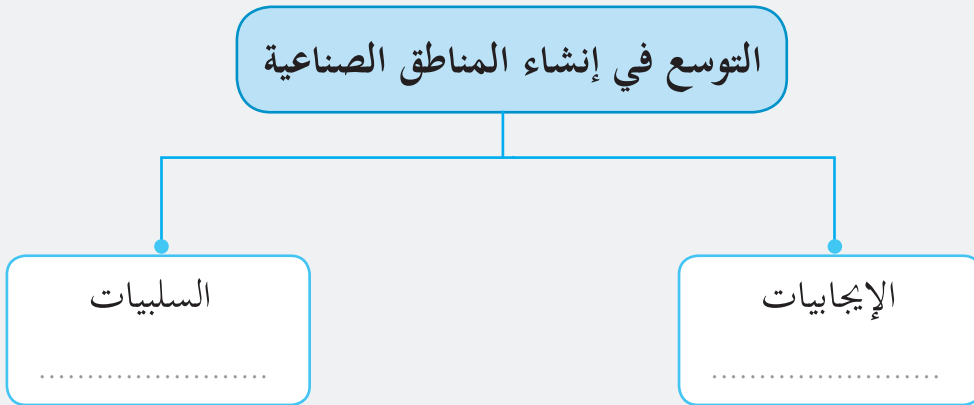 التوسع في إنشاء المناطق الصناعية
الإيجابيات
.........................
السلبيات
.........................